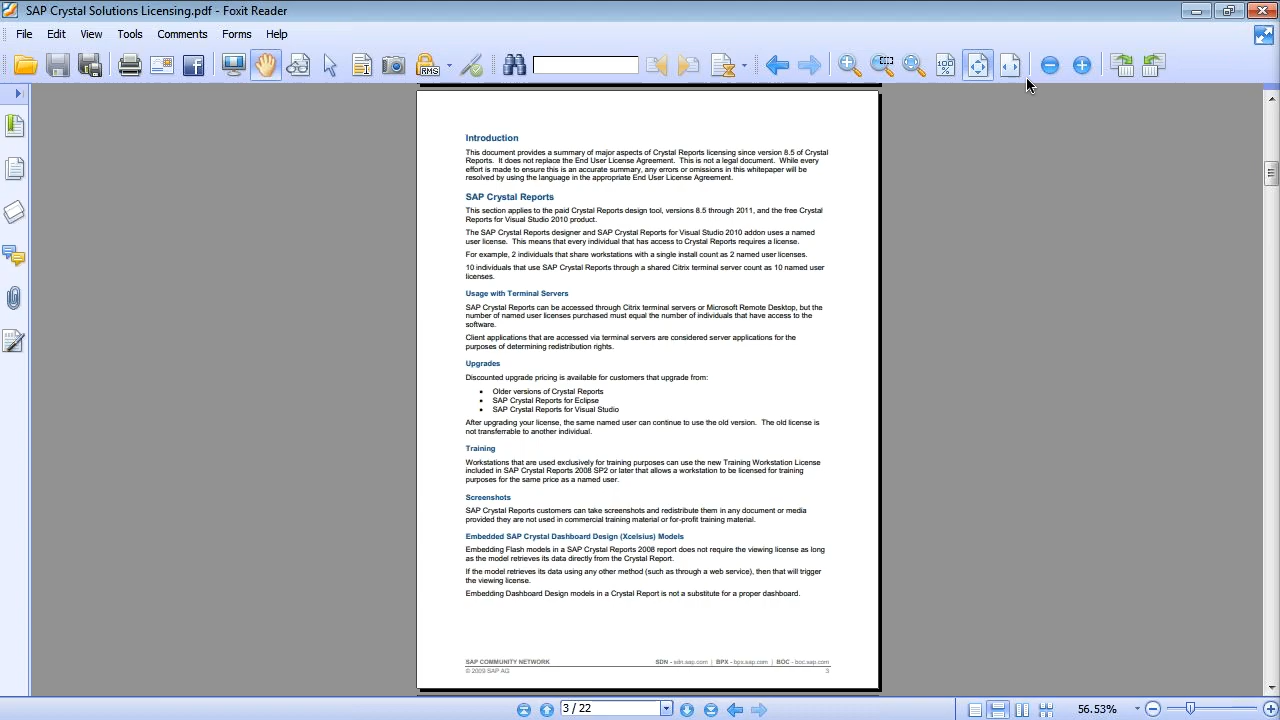 SAP Crystal Solutions Licensing.pdf - Foxit Reader
File Edit View Tools Comments Forms Help
RMS
100 %
Introduction
This document provides a summary of major aspects of Crystal Reports licensing since version 8.5 of Crystal
Reports. It does not replace the End User License Agreement. This is not a legal document. While every
effort is made to ensure this is an accurate summary, any errors or omissions in this whitepaper will be
resolved by using the language in the appropriate End User License Agreement.
SAP Crystal Reports
This section applies to the paid Crystal Reports design tool, versions 8.5 through 2011, and the free Crystal
Reports for Visual Studio 2010 product.
The SAP Crystal Reports designer and SAP Crystal Reports for Visual Studio 2010 addon uses a named
user license. This means that every individual that has access to Crystal Reports requires a license.
For example, 2 individuals that share workstations with a single install count as 2 named user licenses.
10 individuals that use SAP Crystal Reports through a shared Citrix terminal server count as 10 named user
licenses.
Usage with Terminal Servers
SAP Crystal Reports can be accessed through Citrix terminal servers or Microsoft Remote Desktop, but the
number of named user licenses purchased must equal the number of individuals that have access to the
software.
Client applications that are accessed via terminal servers are considered server applications for the
purposes of determining redistribution rights.
Upgrades
Discounted upgrade pricing is available for customers that upgrade from:
• Older versions of Crystal Reports
• SAP Crystal Reports for Eclipse
• SAP Crystal Reports for Visual Studio
After upgrading your license, the same named user can continue to use the old version. The old license is
not transferrable to another individual.
Training
Workstations that are used exclusively for training purposes can use the new Training Workstation License
included in SAP Crystal Reports 2008 SP2 or later that allows a workstation to be licensed for training
purposes for the same price as a named user.
Screenshots
SAP Crystal Reports customers can take screenshots and redistribute them in any document or media
provided they are not used in commercial training material or for-profit training material.
Embedded SAP Crystal Dashboard Design (Xcelsius) Models
Embedding Flash models in a SAP Crystal Reports 2008 report does not require the viewing license as long
as the model retrieves its data directly from the Crystal Report.
If the model retrieves its data using any other method (such as through a web service), then that will trigger
the viewing license.
Embedding Dashboard Design models in a Crystal Report is not a substitute for a proper dashboard.
SAP COMMUNITY NETWORK SDN - sdn.sap.com | BPX - bpx.sap.com | BOC - boc.sap.com
© 2009 SAP AG 3
3 / 22 56.53%